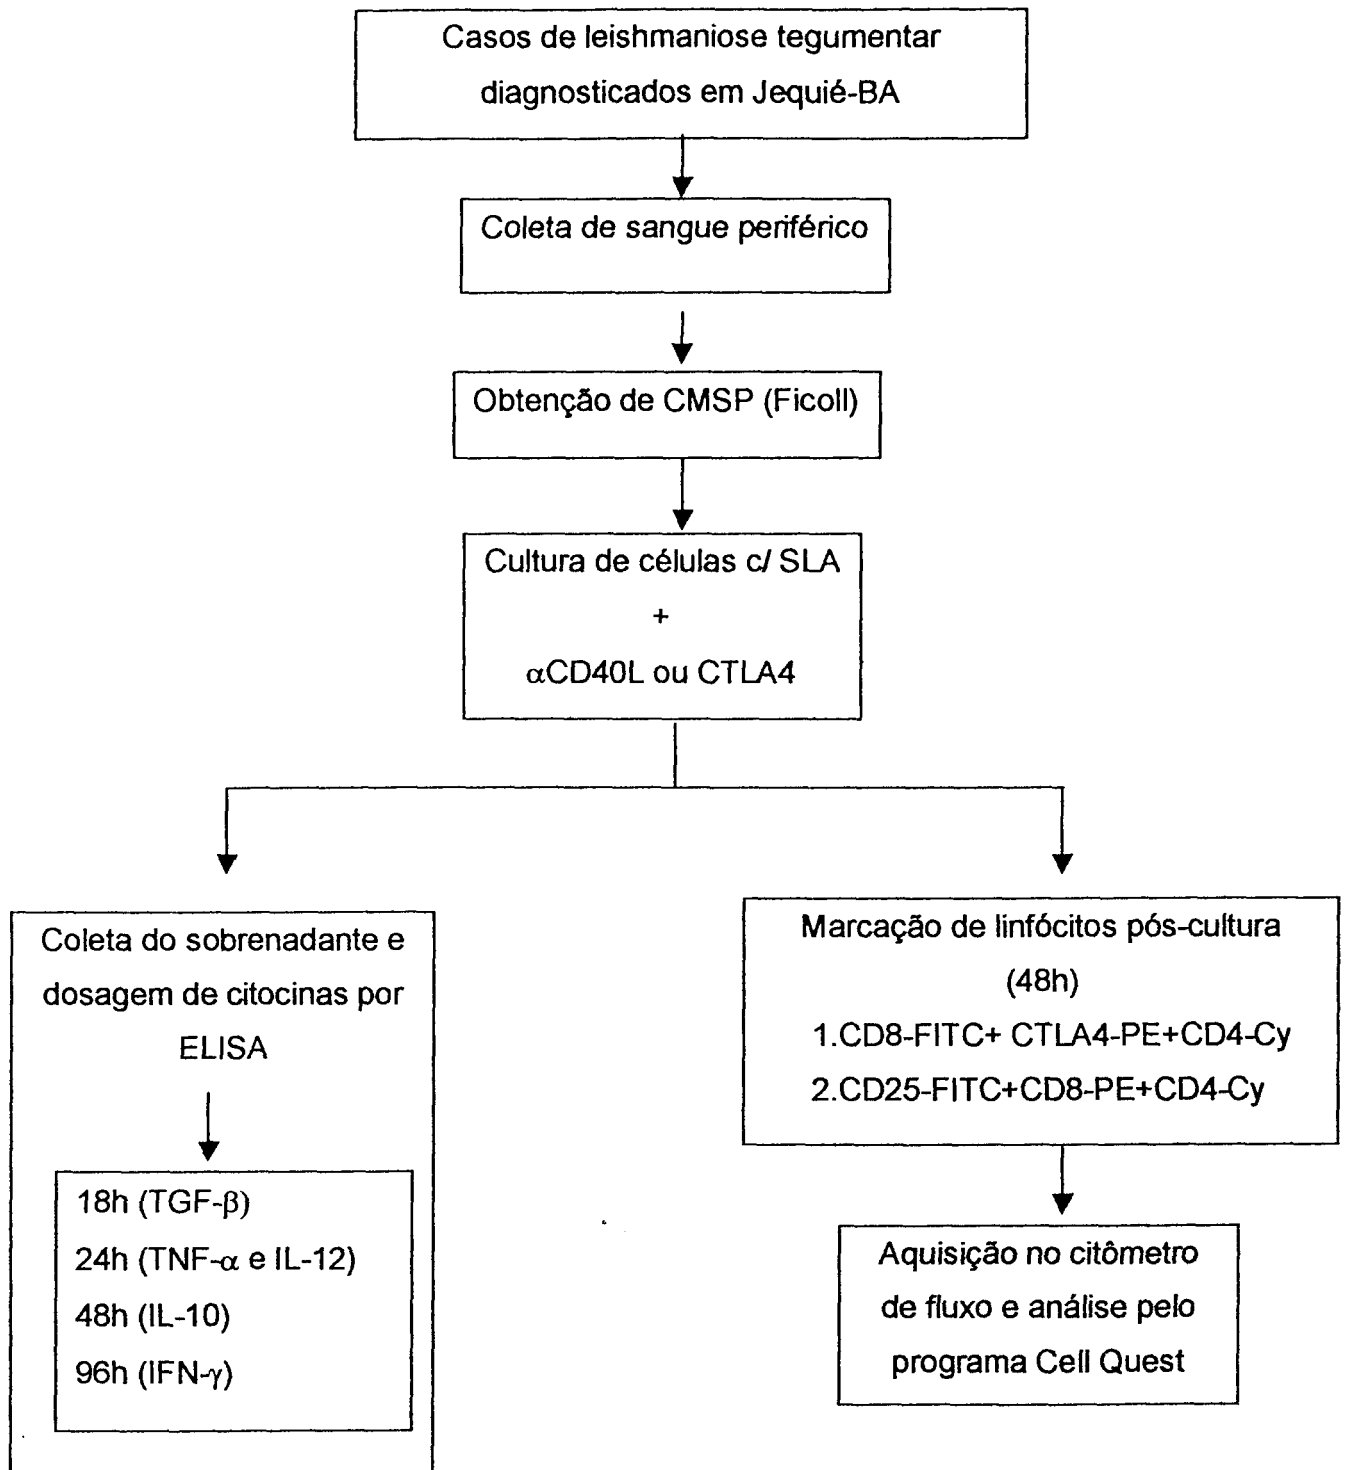 Casos de leishmaniose tegumentar
diagnosticados em Jequié-BA
Coleta de sangue periférico
Obtenção de CMSP (Ficoll)
Cultura de células c/ SLA
+
αCD40L ou CTLA4
Coleta do sobrenadante e
dosagem de citocinas por
ELISA
18h (TGF-β)
24h (TNF-α e IL-12)
48h (IL-10)
96h (IFN-γ)
Marcação de linfócitos pós-cultura
(48h)
1.CD8-FITC+ CTLA4-PE+CD4-Cy
2.CD25-FITC+CD8-PE+CD4-Cy
Aquisição no citômetro
de fluxo e análise pelo
programa Cell Quest